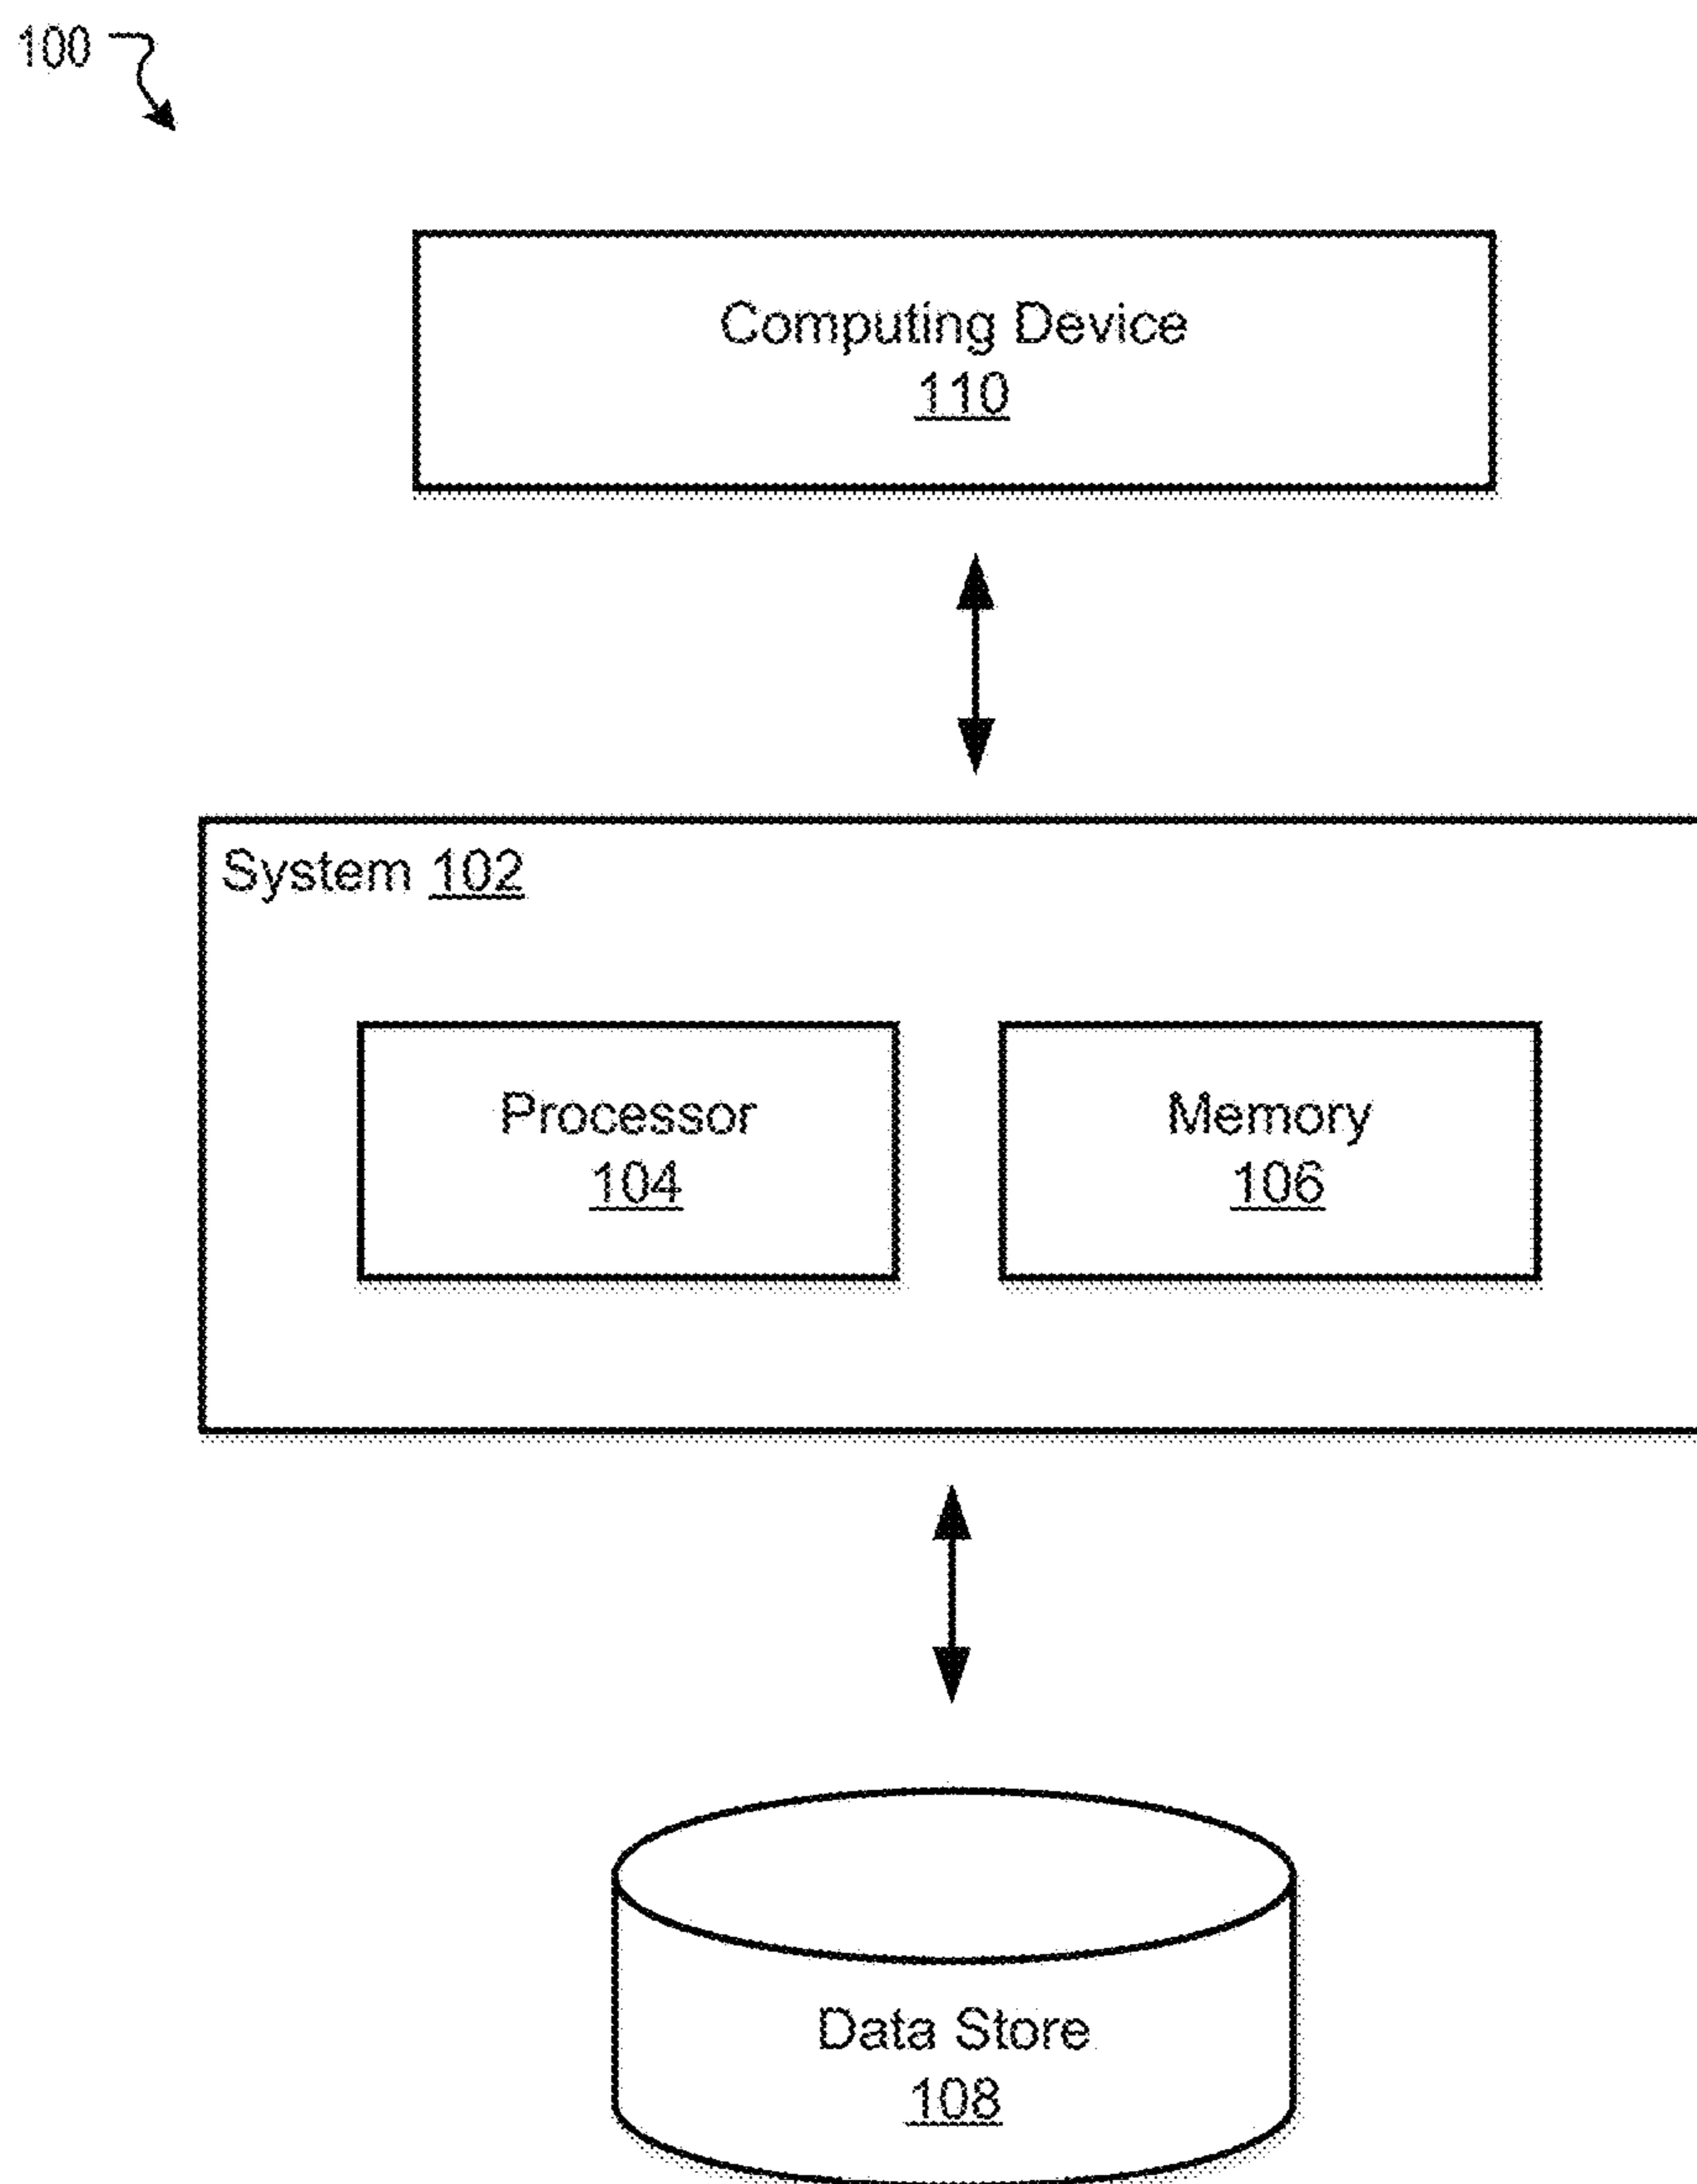 100
Computing Device
110
System 102
Processor
104
Memory
106
Data Store
108